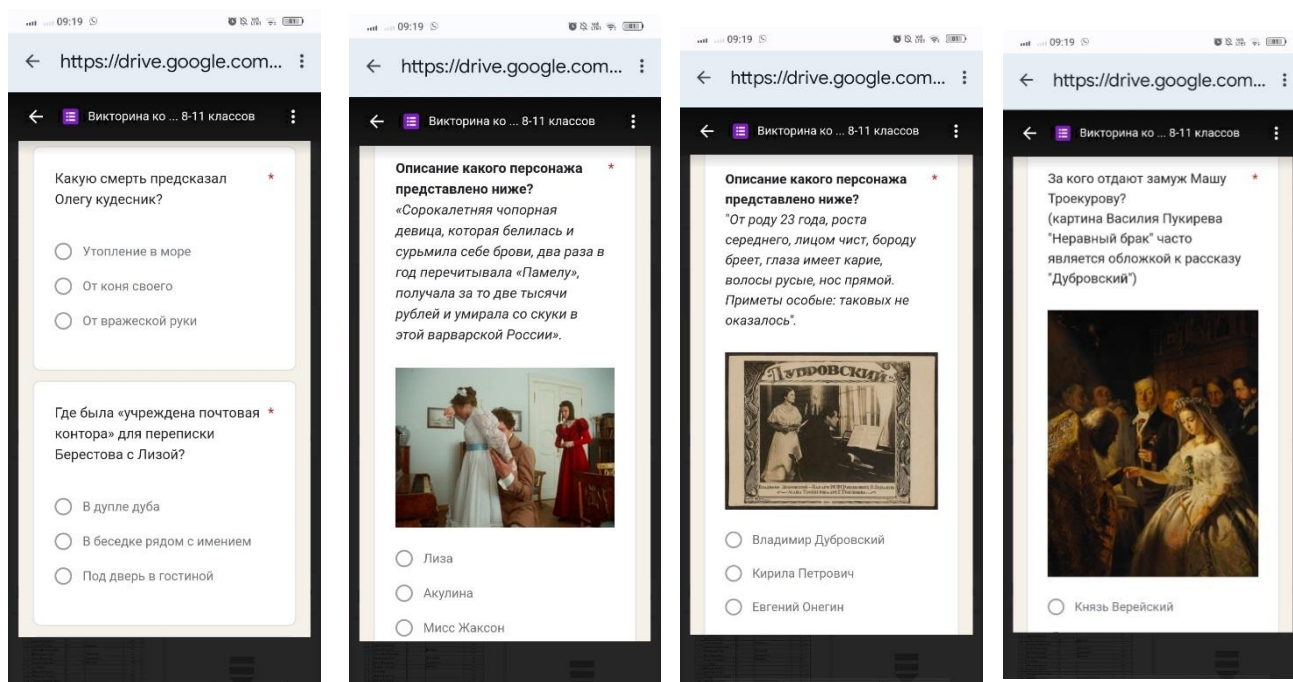 09:19
https://drive.google.com...
Викторина ко ... 8-11 классов
Какую смерть предсказал *
Олегу кудесник?
Утопление в море
От коня своего
От вражеской руки
Где была «учреждена почтовая *
контора» для переписки
Берестова с Лизой?
В дупле дуба
В беседке рядом с имением
Под дверь в гостиной
09:19
https://drive.google.com...
Викторина ко ... 8-11 классов
Описание какого персонажа *
представлено ниже?
«Сорокалетняя чопорная
девица, которая белилась и
сурьмила себе брови, два раза в
год перечитывала «Памелу»,
получала за то две тысячи
рублей и умирала со скуки в
этой варварской России».
Лиза
Акулина
Мисс Жаксон
09:19
https://drive.google.com...
Викторина ко ... 8-11 классов
Описание какого персонажа *
представлено ниже?
"От роду 23 года, роста
середнего, лицом чист, бороду
бреет, глаза имеет карие,
волосы русые, нос прямой.
Приметы особые: таковых не
оказалось".
Дубровский
Владимир Дубровский
Кирила Петрович
Евгений Онегин
09:19
https://drive.google.com...
Викторина ко ... 8-11 классов
За кого отдают замуж Машу *
Троекурову?
(картина Василия Пукирева
"Неравный брак" часто
является обложкой к рассказу
"Дубровский")
Князь Верейский